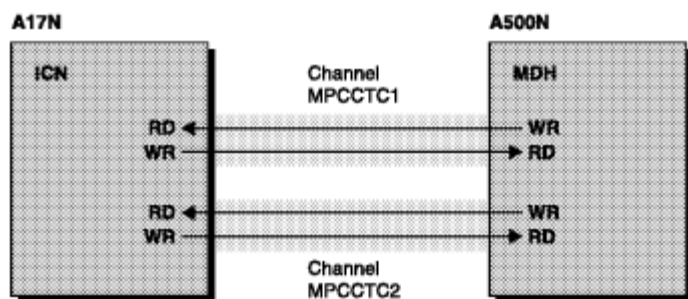 A17N A500N
ICN Channel MPCCTC1 MDH
RD WR
WR RD
RD WR
WR RD
Channel
MPCCTC2